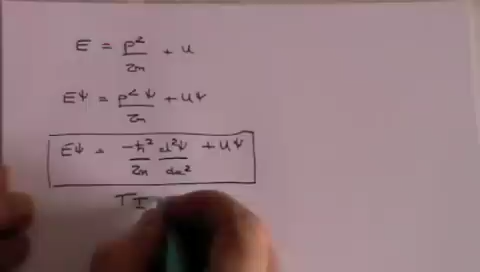 E = p²/2m + u
Eψ = p²ψ/2m + uψ
Eψ = -ħ²/2m d²ψ/dx² + uψ
TI